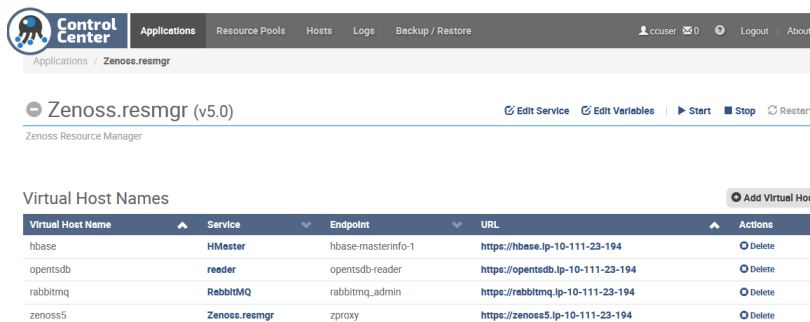 Control Center Applications Resource Pools Hosts Logs Backup / Restore ccuser 0 Logout About
Applications / Zenoss.resmgr
Zenoss.resmgr (v5.0) Edit Service Edit Variables Start Stop Restar
Zenoss Resource Manager
Virtual Host Names Add Virtual Hos
Virtual Host Name Service Endpoint URL Actions
hbase HMaster hbase-masterinfo-1 https://hbase.ip-10-111-23-194 Delete
opentsdb reader opentsdb-reader https://opentsdb.ip-10-111-23-194 Delete
rabbitmq RabbitMQ rabbitmq_admin https://rabbitmq.ip-10-111-23-194 Delete
zenoss5 Zenoss.resmgr zproxy https://zenoss5.ip-10-111-23-194 Delete